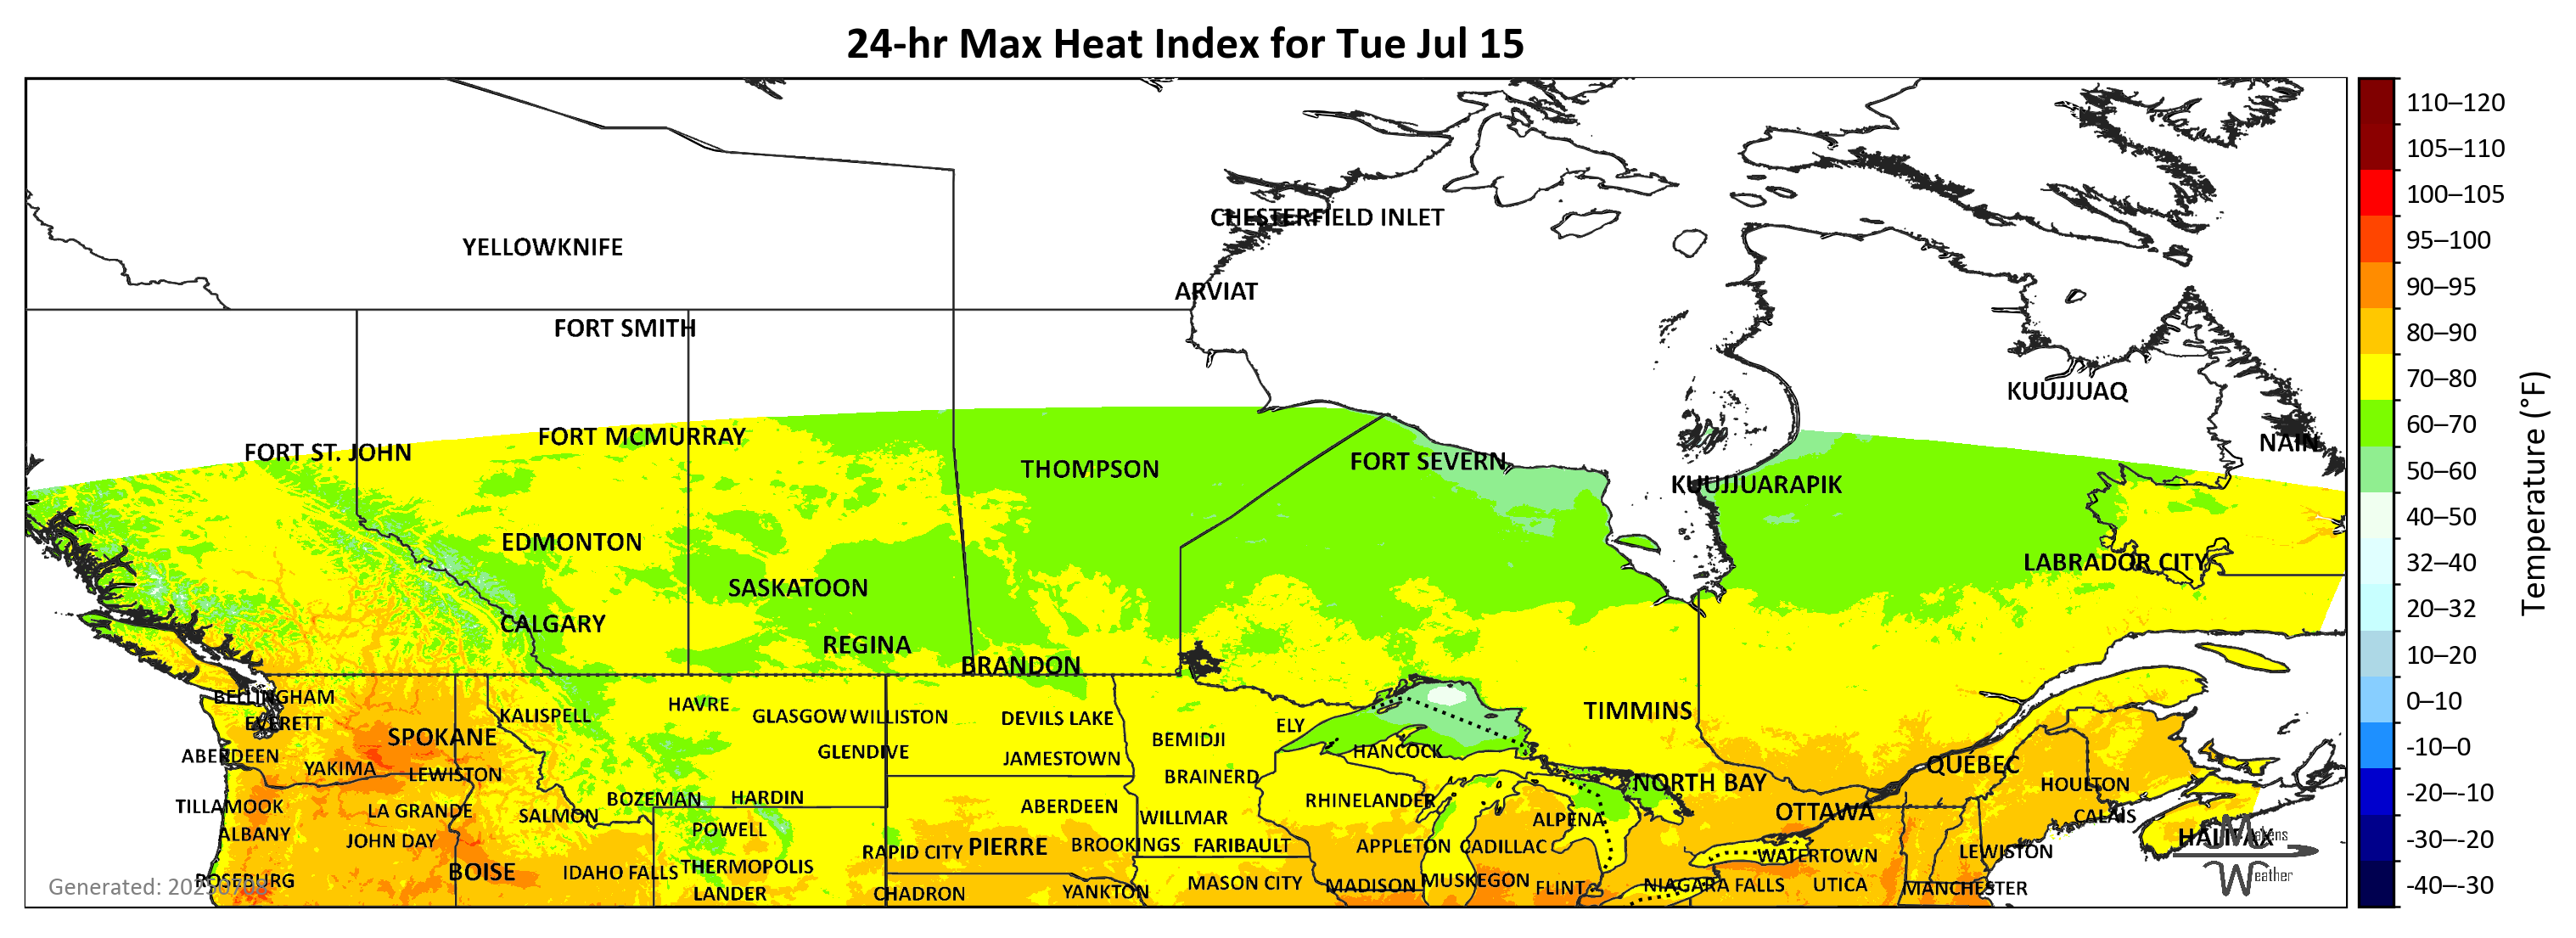 24-hr Max Heat Index for Tue Jul 15
CHESTERFIELD INLET
YELLOWKNIFE
ARVIAT
FORT SMITH
KUUJJUAQ
FORT MCMURRAY
NAIN
FORT ST. JOHN
FORT SEVERN
THOMPSON
KUUJJUARAPIK
EDMONTON
LABRADOR CITY
SASKATOON
CALGARY
REGINA
BRANDON
BELLINGHAM
HAVRE
TIMMINS
KALISPELL
GLASGOW
WILLISTON
DEVILS LAKE
EVERETT
ELY
SPOKANE
BEMIDJI
GLENDIVE
HANCOCK
ABERDEEN
JAMESTOWN
QUÉBEC
YAKIMA
LEWISTON
BRAINERD
NORTH BAY
HOULTON
BOZEMAN
HARDIN
RHINELANDER
TILLAMOOK
ABERDEEN
LA GRANDE
OTTAWA
SALMON
CALAIS
WILLMAR
ALPENA
POWELL
ALBANY
HALIFAX
JOHN DAY
BROOKINGS
FARIBAULT
APPLETON
CADILLAC
PIERRE
RAPID CITY
LEWISTON
WATERTOWN
THERMOPOLIS
BOISE
IDAHO FALLS
ROSEBURG
MUSKEGON
MASON CITY
MADISON
FLINT
NIAGARA FALLS
UTICA
MANCHESTER
LANDER
CHADRON
YANKTON
Generated: 20250708
Makens
Weather
110–120
105–110
100–105
95–100
90–95
80–90
70–80
60–70
50–60
40–50
32–40
20–32
10–20
0–10
-10–0
-20–-10
-30–-20
-40–-30
Temperature (°F)